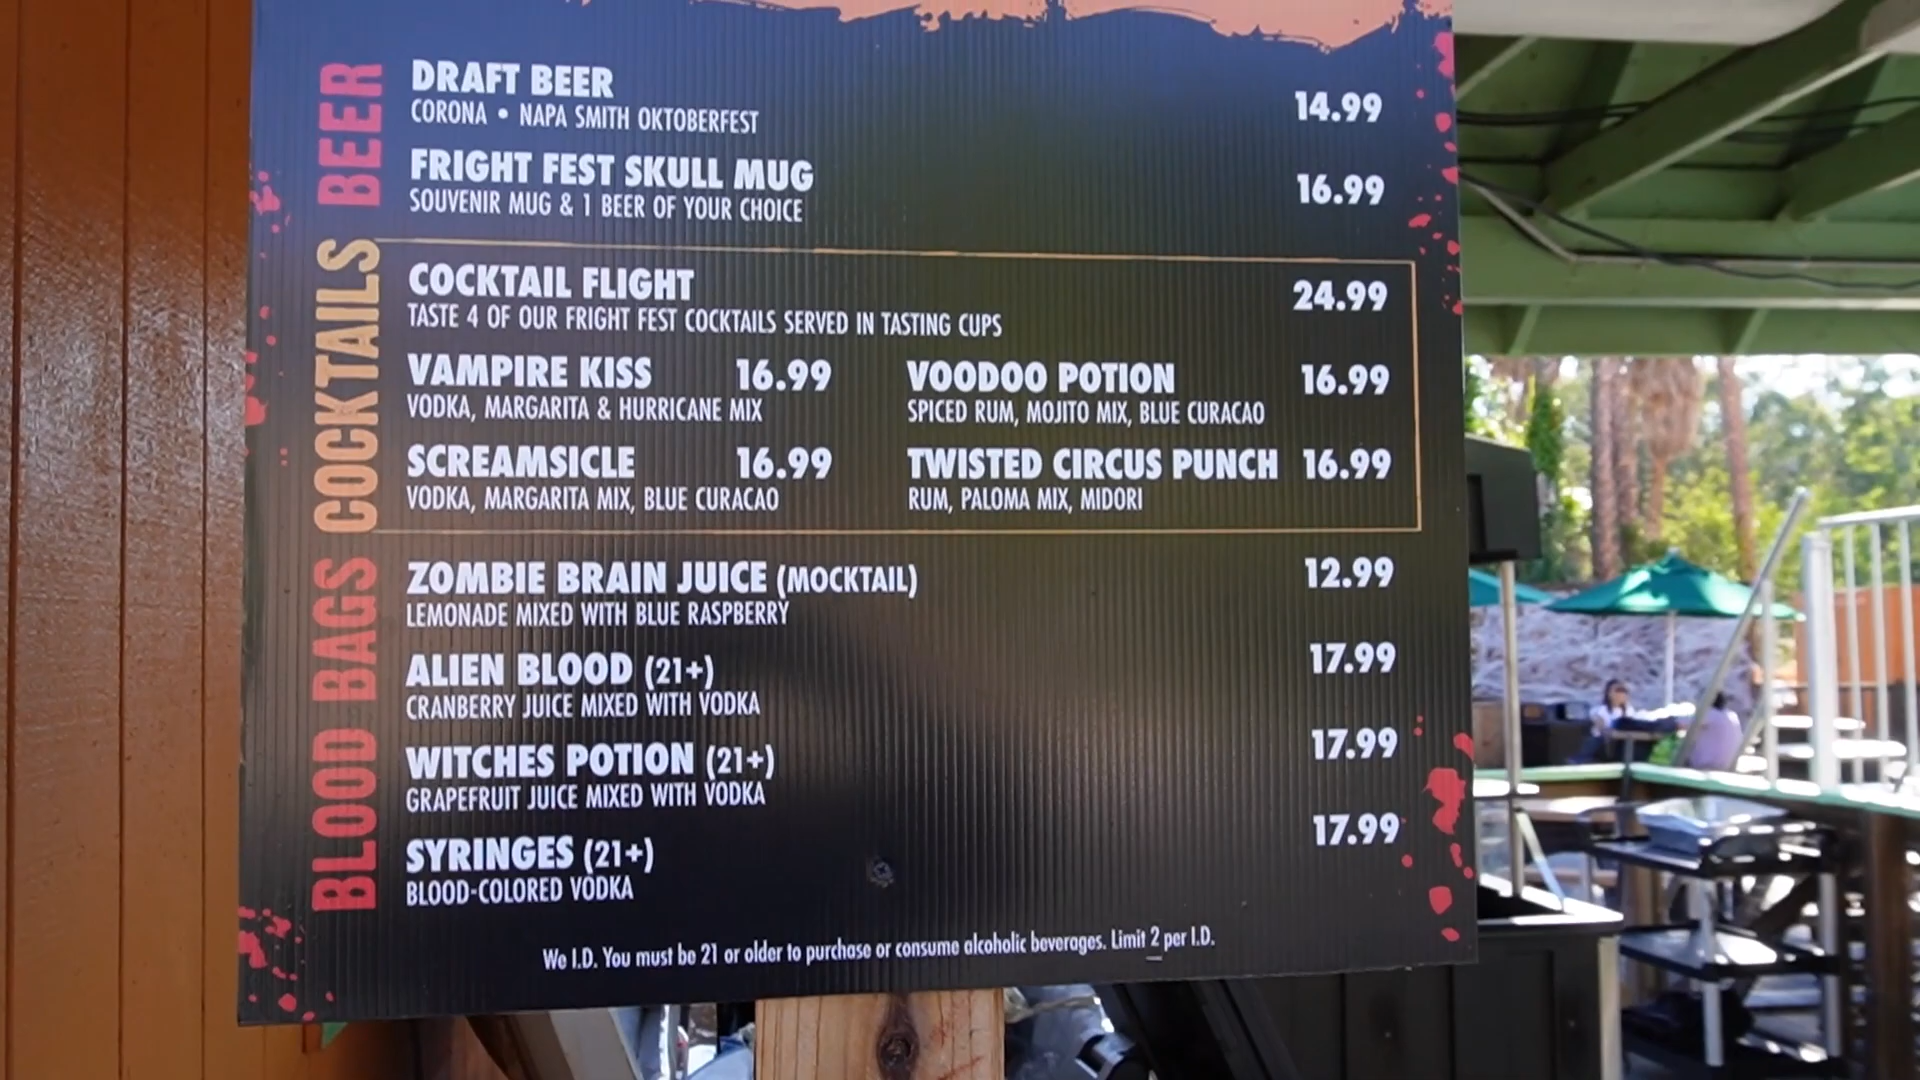 BEER
DRAFT BEER 14.99
CORONA • NAPA SMITH OKTOBERFEST
FRIGHT FEST SKULL MUG 16.99
SOUVENIR MUG & 1 BEER OF YOUR CHOICE
COCKTAILS
COCKTAIL FLIGHT 24.99
TASTE 4 OF OUR FRIGHT FEST COCKTAILS SERVED IN TASTING CUPS
VAMPIRE KISS 16.99
VODKA, MARGARITA & HURRICANE MIX
VOODOO POTION 16.99
SPICED RUM, MOJITO MIX, BLUE CURACAO
SCREAMSICLE 16.99
VODKA, MARGARITA MIX, BLUE CURACAO
TWISTED CIRCUS PUNCH 16.99
RUM, PALOMA MIX, MIDORI
BLOOD BAGS
ZOMBIE BRAIN JUICE (MOCKTAIL) 12.99
LEMONADE MIXED WITH BLUE RASPBERRY
ALIEN BLOOD (21+) 17.99
CRANBERRY JUICE MIXED WITH VODKA
WITCHES POTION (21+) 17.99
GRAPEFRUIT JUICE MIXED WITH VODKA
SYRINGES (21+) 17.99
BLOOD-COLORED VODKA
We I.D. You must be 21 or older to purchase or consume alcoholic beverages. Limit 2 per I.D.